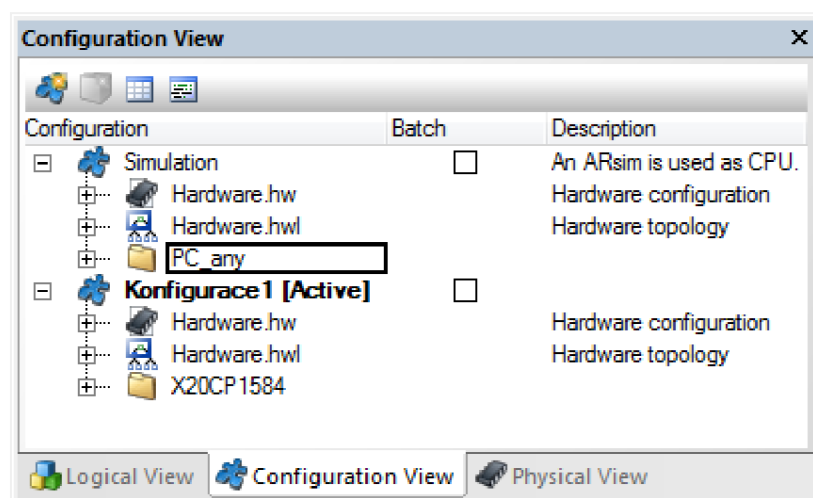 Configuration View
Configuration Batch Description
Simulation An ARsim is used as CPU.
Hardware.hw Hardware configuration
Hardware.hwl Hardware topology
PC_any
Konfigurace1 [Active]
Hardware.hw Hardware configuration
Hardware.hwl Hardware topology
X20CP1584
Logical View Configuration View Physical View